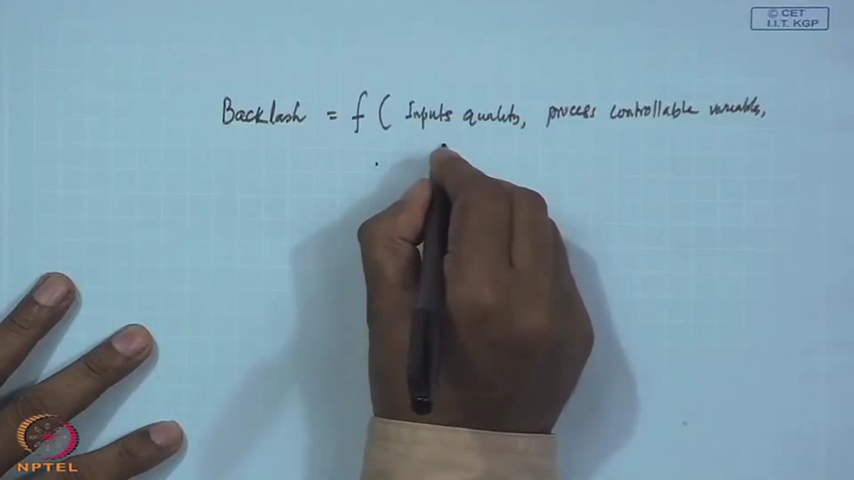 © CET
I.I.T. KGP
Backlash = f ( Inputs quality, process controllable variables,
NPTEL